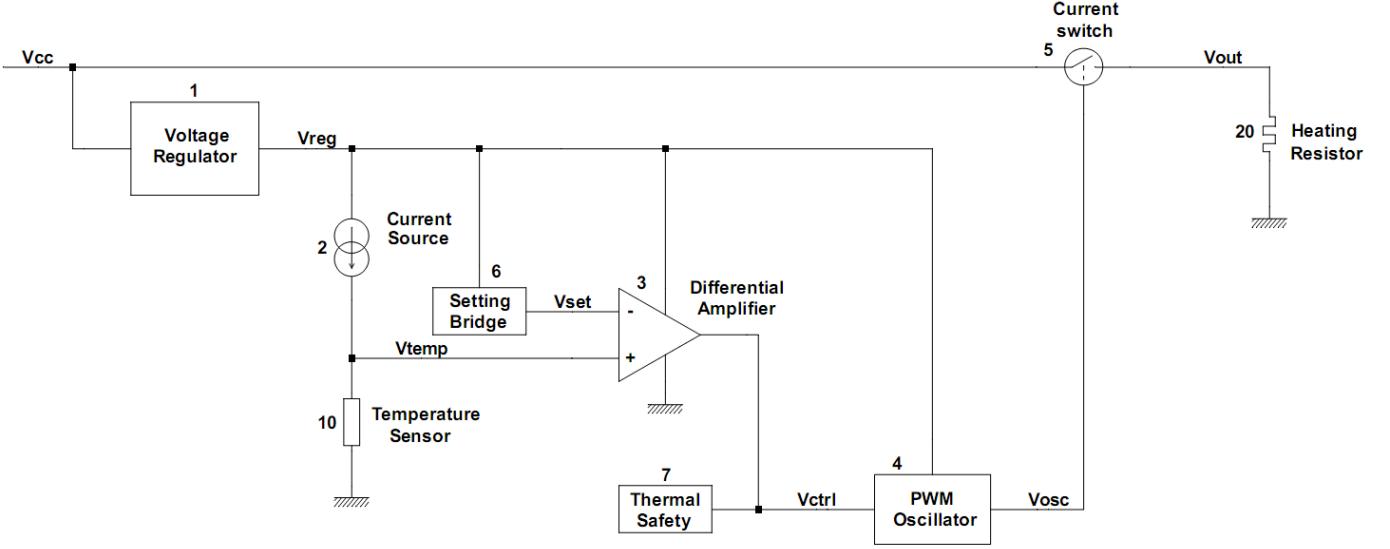 Current
switch
5
Vcc
Vout
1
Voltage
Regulator
Vreg
20
Heating
Resistor
Current
Source
2
6
Setting
Bridge
Vset
3
Differential
Amplifier
-
+
Vtemp
10
Temperature
Sensor
7
Thermal
Safety
Vctrl
4
PWM
Oscillator
Vosc